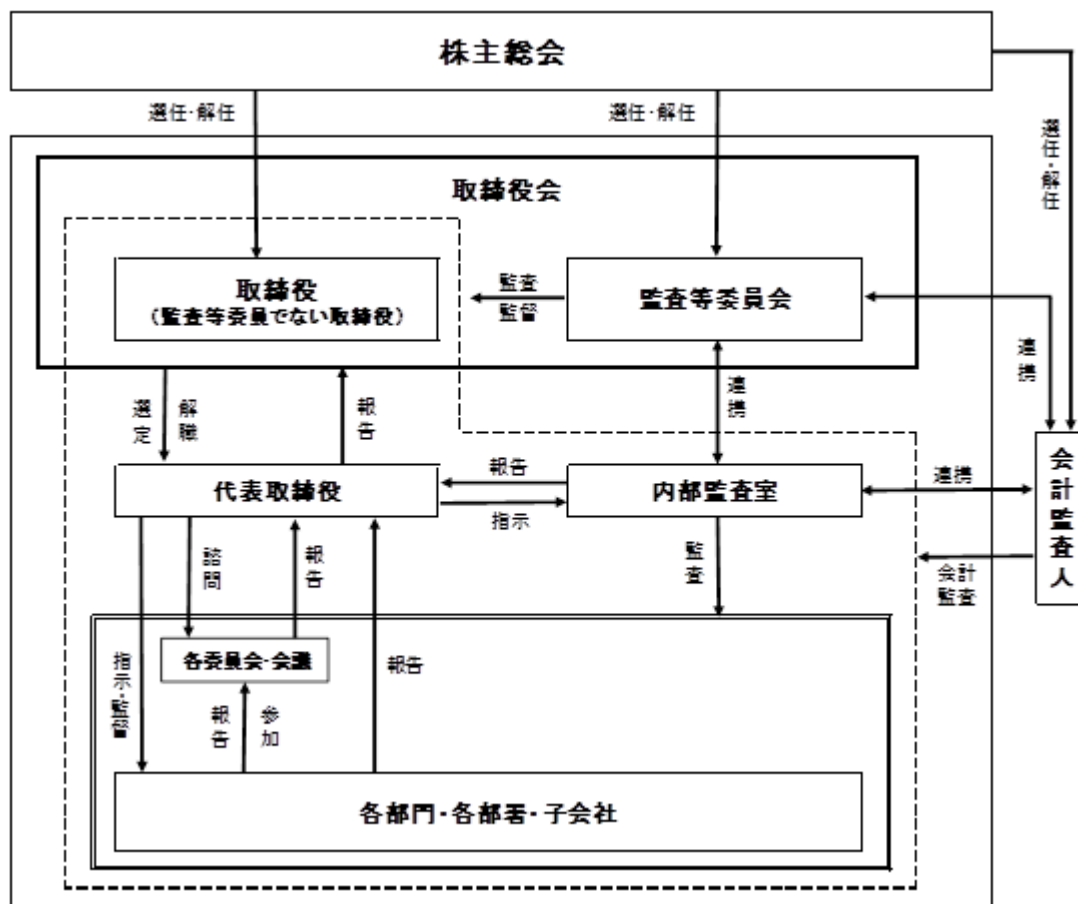 株主総会
選任・解任
選任・解任
選任・解任
取締役会
取締役
（監査等委員でない取締役）
監査
監督
監査等委員会
連携
選定
解職
報告
連携
代表取締役
報告
指示
内部監査室
連携
会計監査人
会計
監査
諮問
報告
監査
指示・監督
各委員会・会議
報告
報告
参加
各部門・各部署・子会社